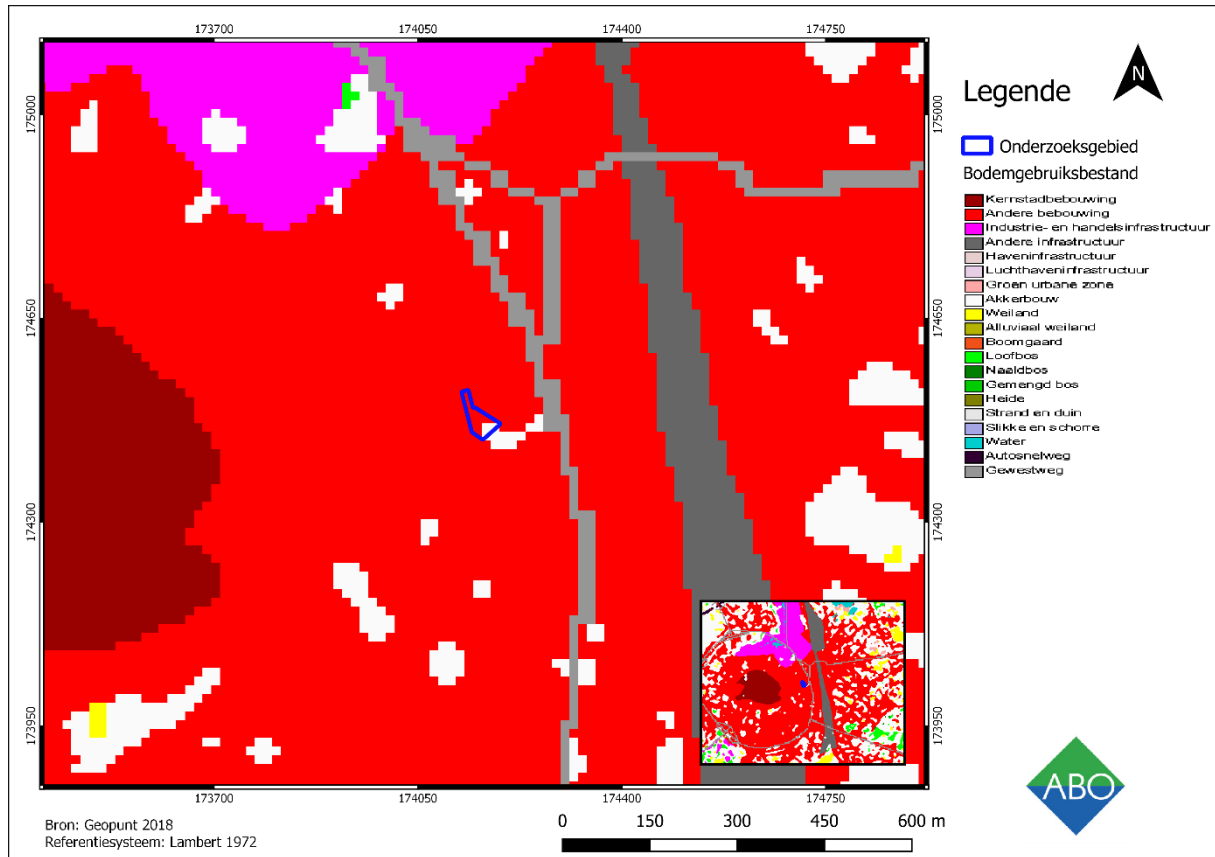 173700 174050 174400 174750
175000
174650
174300
173950
175000
174650
174300
173950
173700 174050 174400 174750
N
Legende
Onderzoeksgebied
Bodemgebruiksbestand
Kernstadbebouwing
Andere bebouwing
Industrie- en handelsinfrastructuur
Andere infrastructuur
Haveninfrastructuur
Luchthaveninfrastructuur
Groen urbane zone
Akkerbouw
Weiland
Alluviaal weiland
Boomgaard
Loofbos
Naaldbos
Gemengd bos
Heide
Strand en duin
Slikke en schorre
Water
Autosnelweg
Gewestweg
ABO
Bron: Geopunt 2018
Referentiesysteem: Lambert 1972
0 150 300 450 600 m